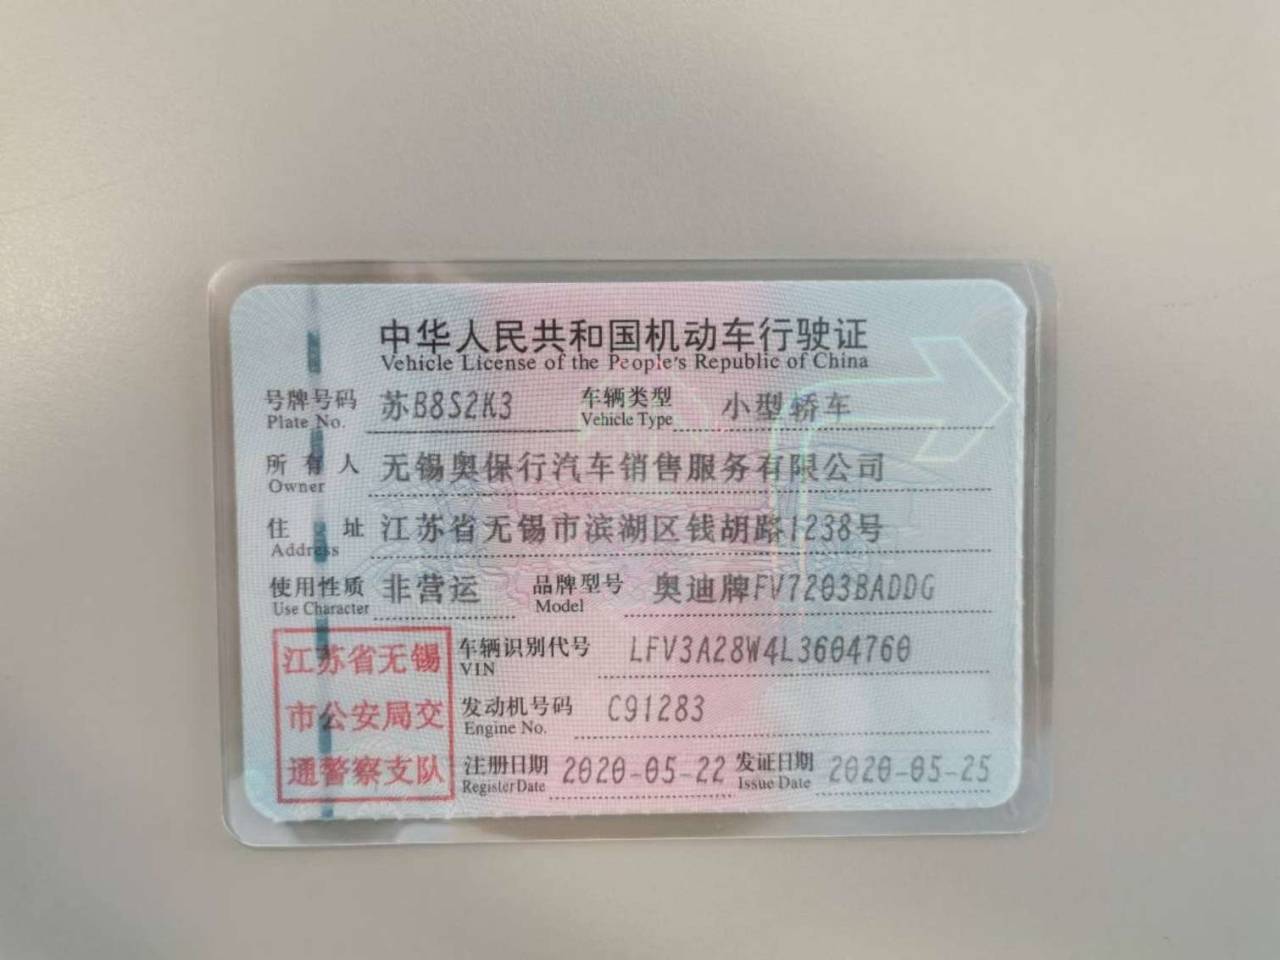 中华人民共和国机动车行驶证
Vehicle License of the People's Republic of China
号牌号码 苏B8S2K3 车辆类型 小型轿车
Plate No. Vehicle Type
所有人 无锡奥保行汽车销售服务有限公司
Owner
住址 江苏省无锡市滨湖区钱胡路1238号
Address
使用性质 非营运 品牌型号 奥迪牌FV7203BADDG
Use Character Model
江苏省无锡 车辆识别代号 LFV3A28W4L3604760
VIN
市公安局交 发动机号码 C91283
Engine No.
通警察支队 注册日期 2020-05-22 发证日期 2020-05-25
Register Date Issue Date